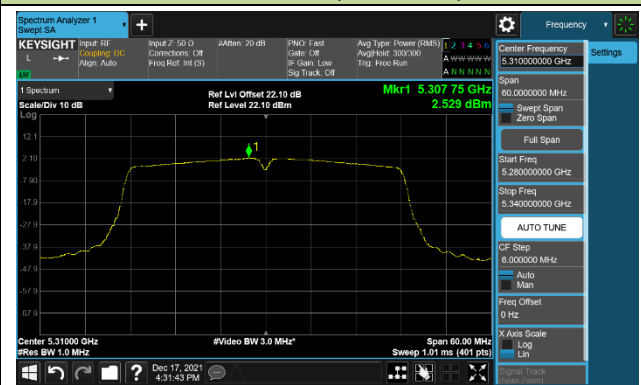 Spectrum Analyzer 1
Swept SA
+
Frequency
KEYSIGHT
L
LXI
Input: RF
Coupling: DC
Align: Auto
Input Z: 50 Ω
Corrections: Off
Freq Ref: Int (S)
#Atten: 20 dB
PNO: Fast
Gate: Off
IF Gain: Low
Sig Track: Off
Avg Type: Power (RMS)
Avg|Hold: 300/300
Trig: Free Run
1 2 3 4 5 6
A W W W W W
A N N N N N
Center Frequency
5.310000000 GHz
Settings
Span
60.0000000 MHz
Swept Span
Zero Span
Full Span
Start Freq
5.280000000 GHz
Stop Freq
5.340000000 GHz
AUTO TUNE
CF Step
6.000000 MHz
Auto
Man
Freq Offset
0 Hz
X Axis Scale
Log
Lin
Signal Track
(Span Zoom)
1 Spectrum
Scale/Div 10 dB
Log
Ref Lvl Offset 22.10 dB
Ref Level 22.10 dBm
Mkr1 5.307 75 GHz
2.529 dBm
1
12.1
2.10
-7.90
-17.9
-27.9
-37.9
-47.9
-57.9
-67.9
Center 5.31000 GHz
#Res BW 1.0 MHz
#Video BW 3.0 MHz*
Span 60.00 MHz
Sweep 1.01 ms (401 pts)
?
Dec 17, 2021
4:31:43 PM